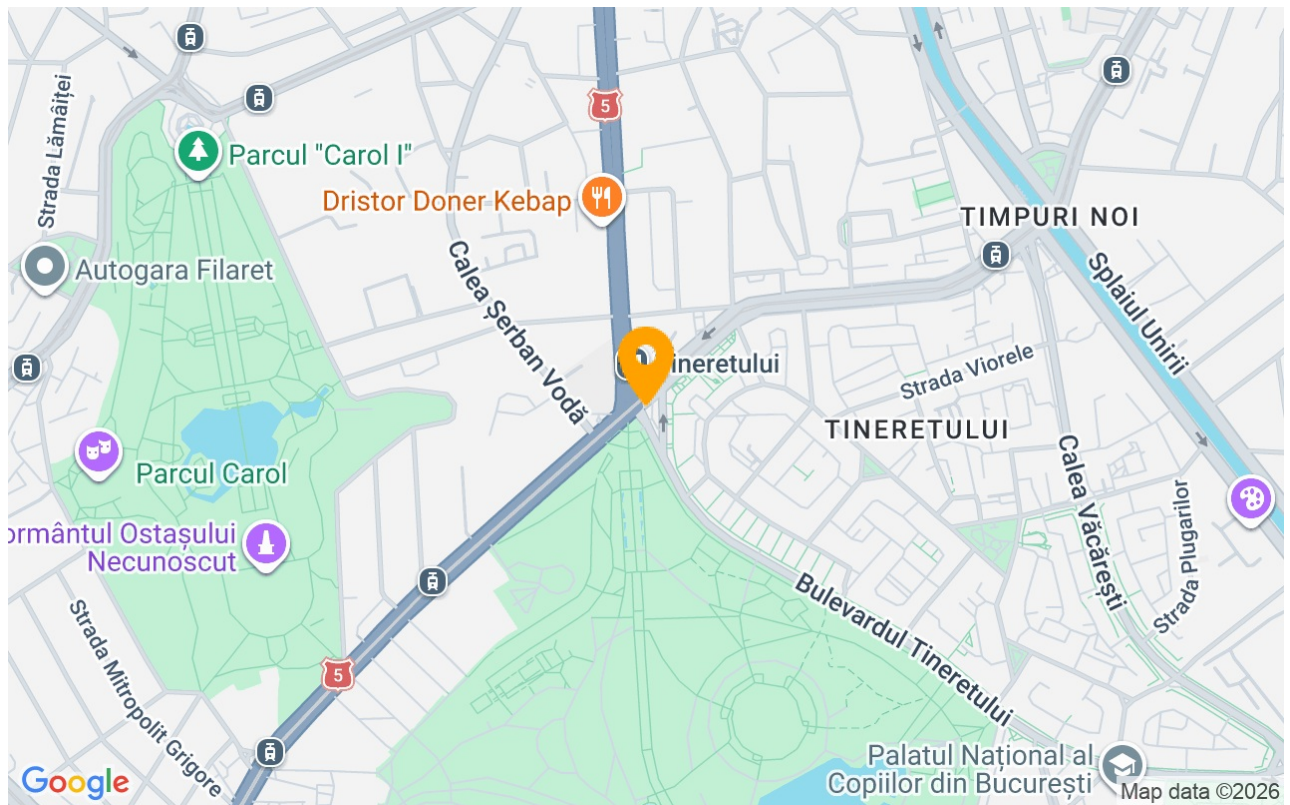 Strada Lămâiței
Parcul "Carol I"
5
Dristor Doner Kebap
TIMPURI NOI
Autogara Filaret
Calea Șerban Vodă
Splaiul Unirii
ineretului
Strada Viorele
TINERETULUI
Parcul Carol
Calea Văcărești
Strada Plugarilor
ormântul Ostașului
Necunoscut
Bulevardul Tineretului
Strada Mitropolit Grigore
5
Palatul Național al
Copiilor din București
Google
Map data ©2026